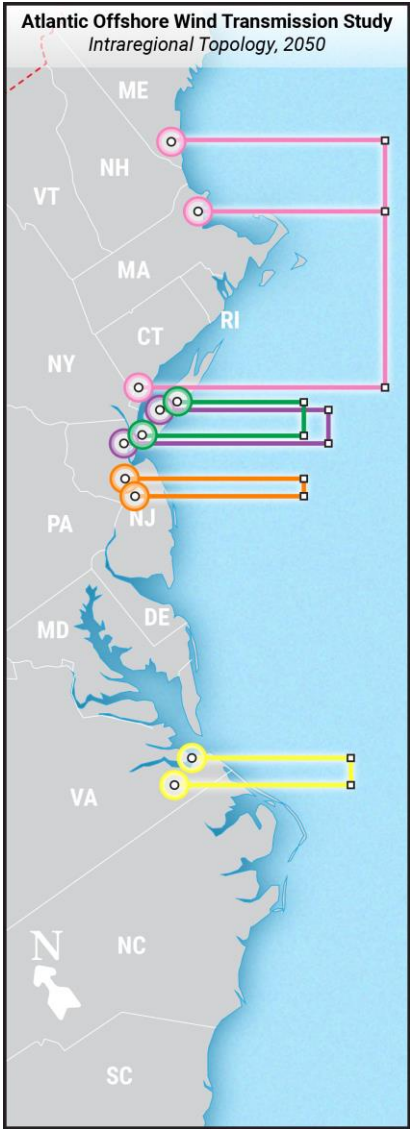 Atlantic Offshore Wind Transmission Study
Intraregional Topology, 2050
ME
NH
VT
MA
RI
CT
NY
NJ
PA
DE
MD
VA
N
NC
SC